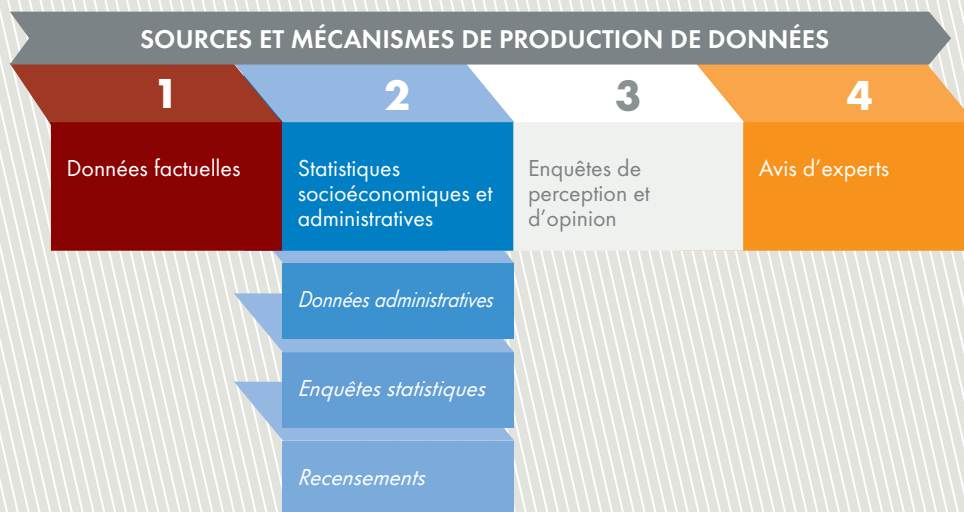 SOURCES ET MÉCANISMES DE PRODUCTION DE DONNÉES
1
Données factuelles
2
Statistiques
socioéconomiques et
administratives
Données administratives
Enquêtes statistiques
Recensements
3
Enquêtes de
perception et
d’opinion
4
Avis d’experts